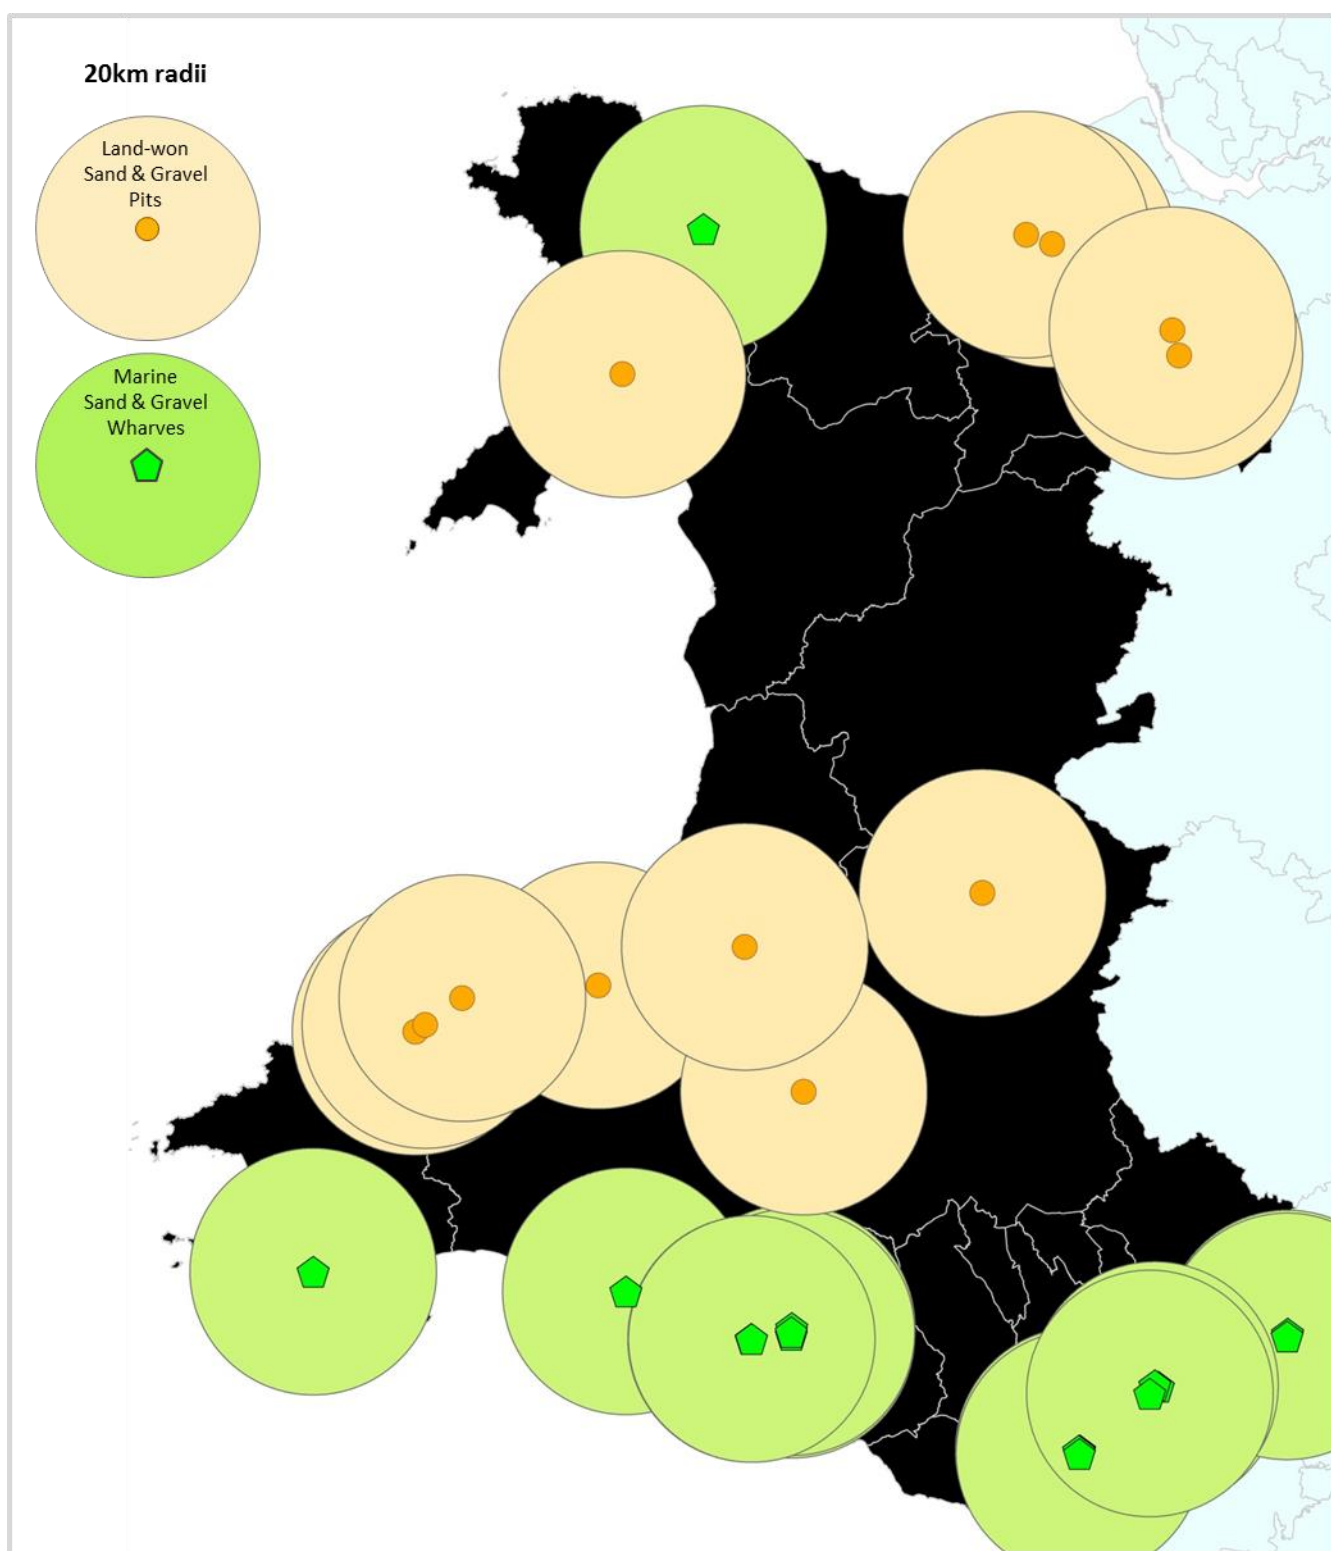 20km radii
Land-won
Sand & Gravel
Pits
Marine
Sand & Gravel
Wharves